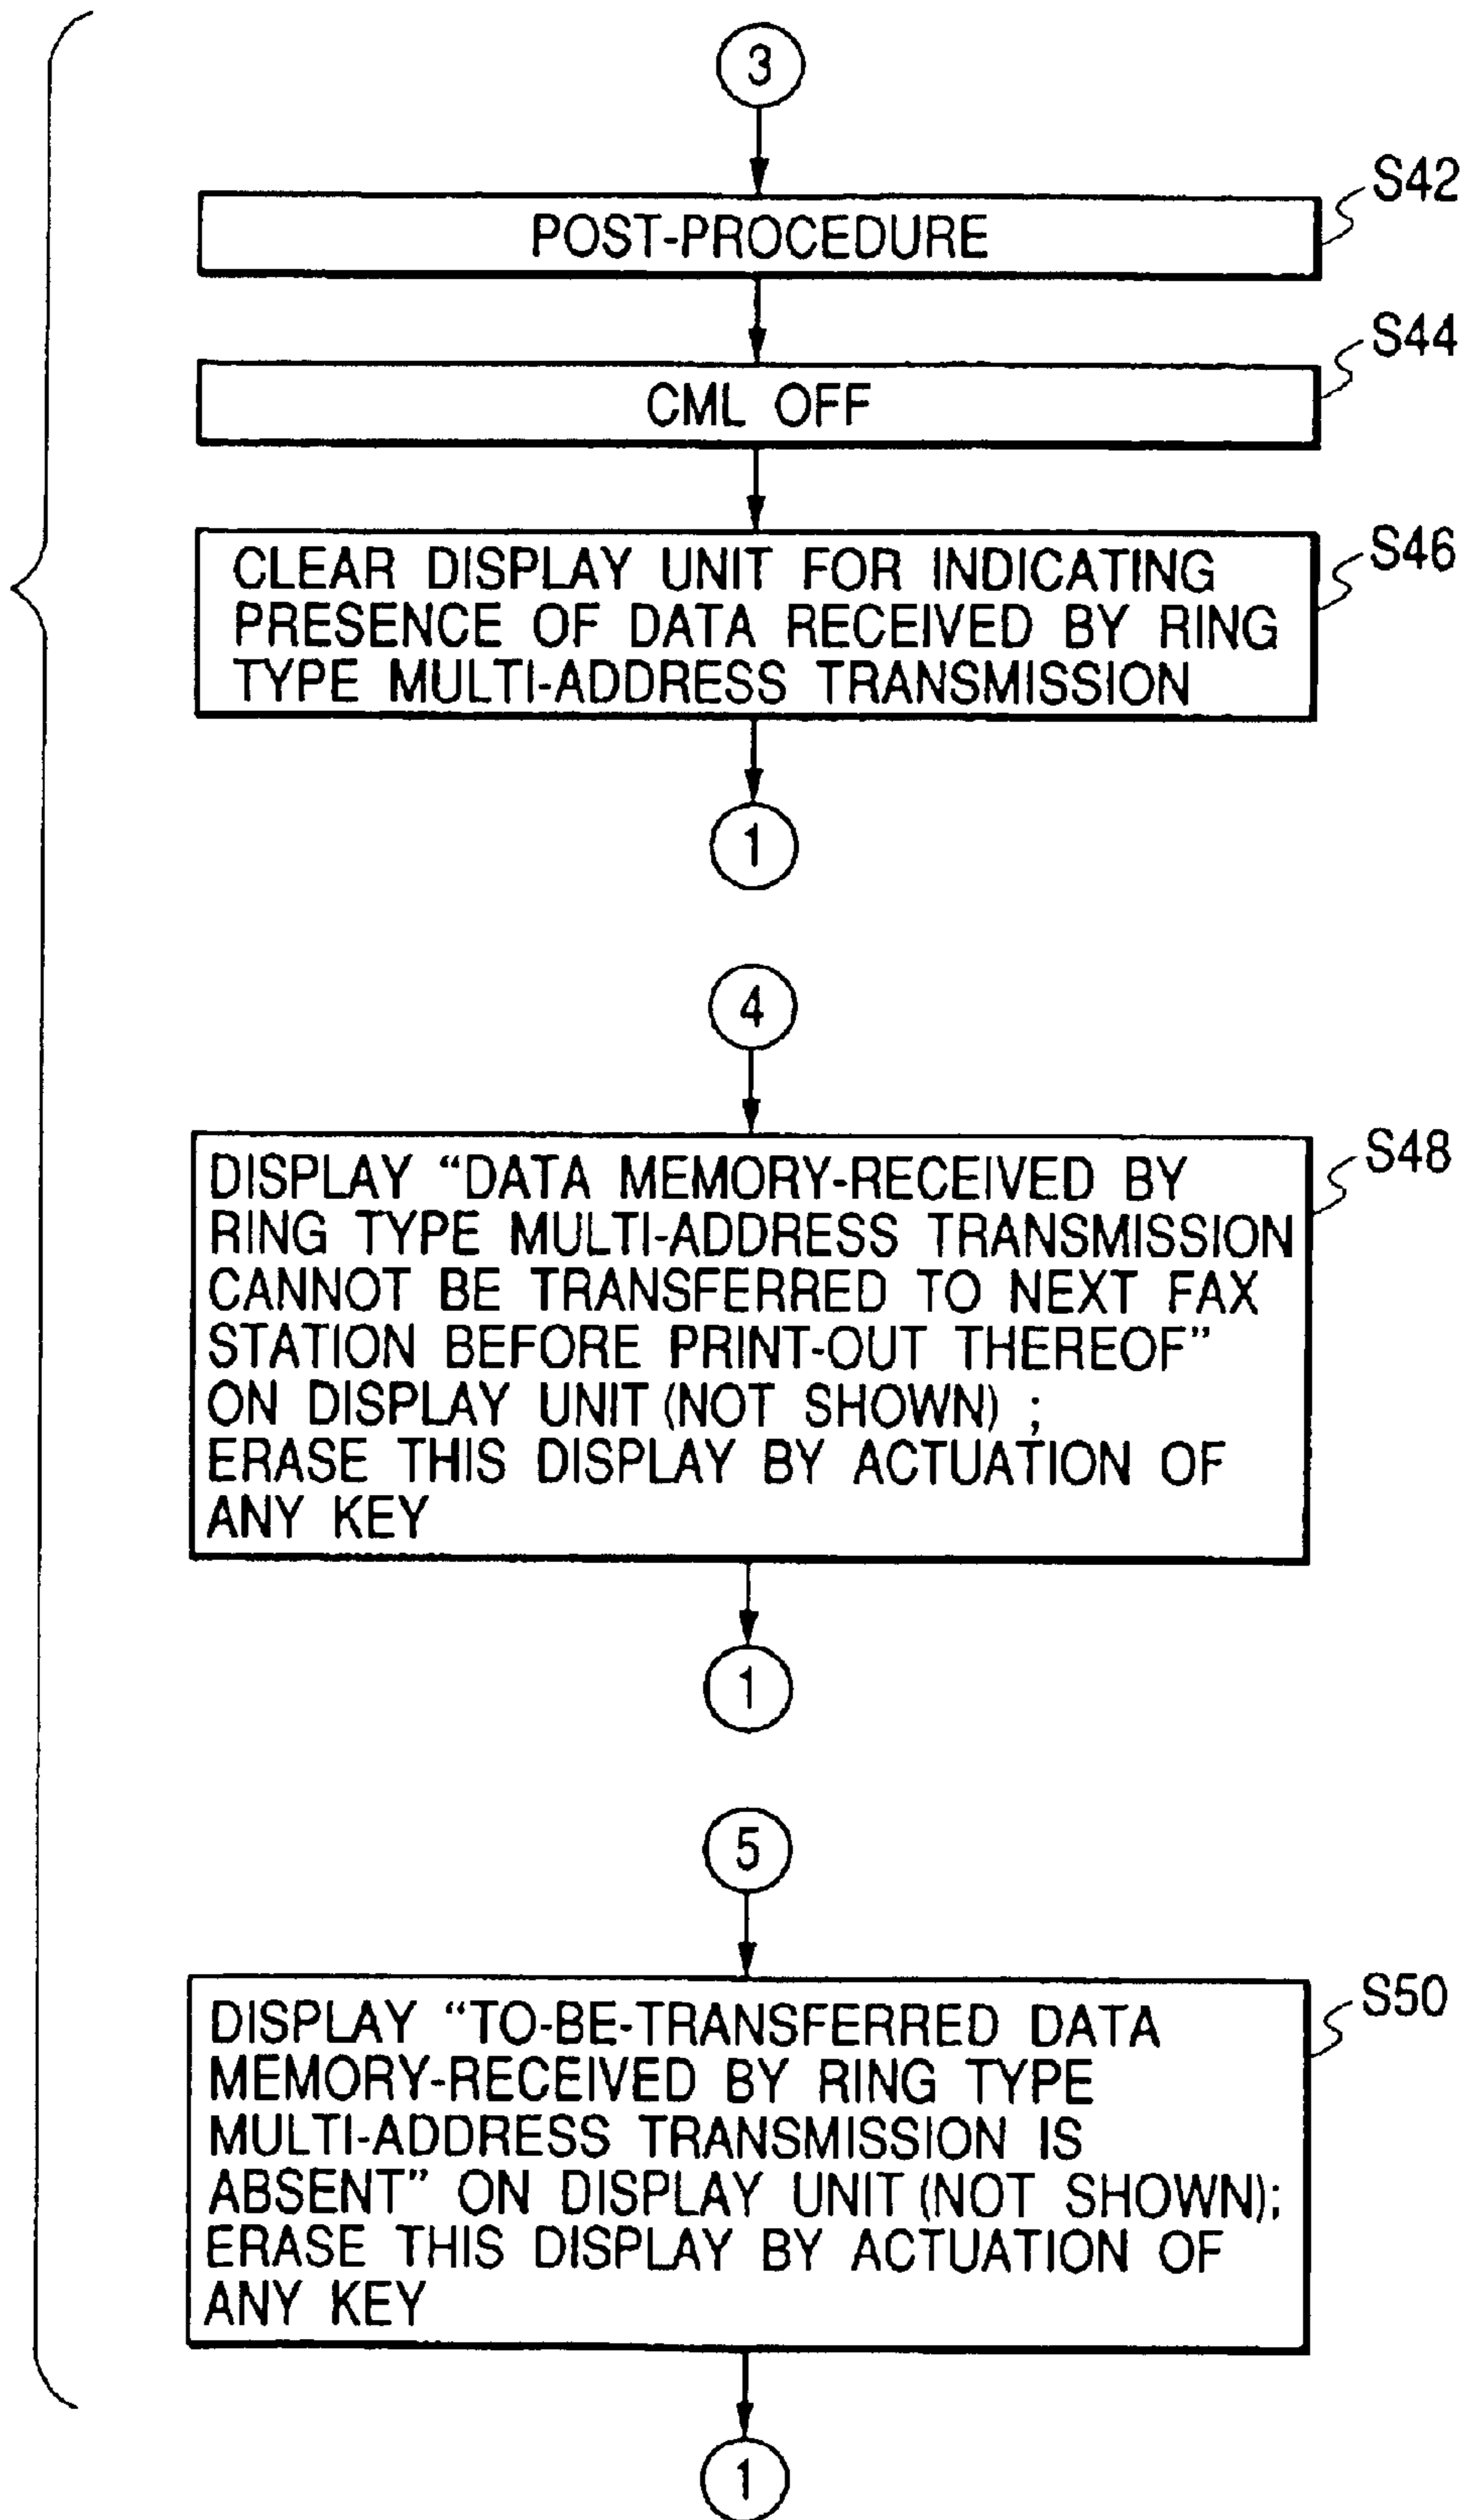 3
S42
POST-PROCEDURE
S44
CML OFF
S46
CLEAR DISPLAY UNIT FOR INDICATING
PRESENCE OF DATA RECEIVED BY RING
TYPE MULTI-ADDRESS TRANSMISSION
1
4
S48
DISPLAY “DATA MEMORY-RECEIVED BY
RING TYPE MULTI-ADDRESS TRANSMISSION
CANNOT BE TRANSFERRED TO NEXT FAX
STATION BEFORE PRINT-OUT THEREOF”
ON DISPLAY UNIT (NOT SHOWN) ;
ERASE THIS DISPLAY BY ACTUATION OF
ANY KEY
1
5
S50
DISPLAY “TO-BE-TRANSFERRED DATA
MEMORY-RECEIVED BY RING TYPE
MULTI-ADDRESS TRANSMISSION IS
ABSENT” ON DISPLAY UNIT (NOT SHOWN);
ERASE THIS DISPLAY BY ACTUATION OF
ANY KEY
1